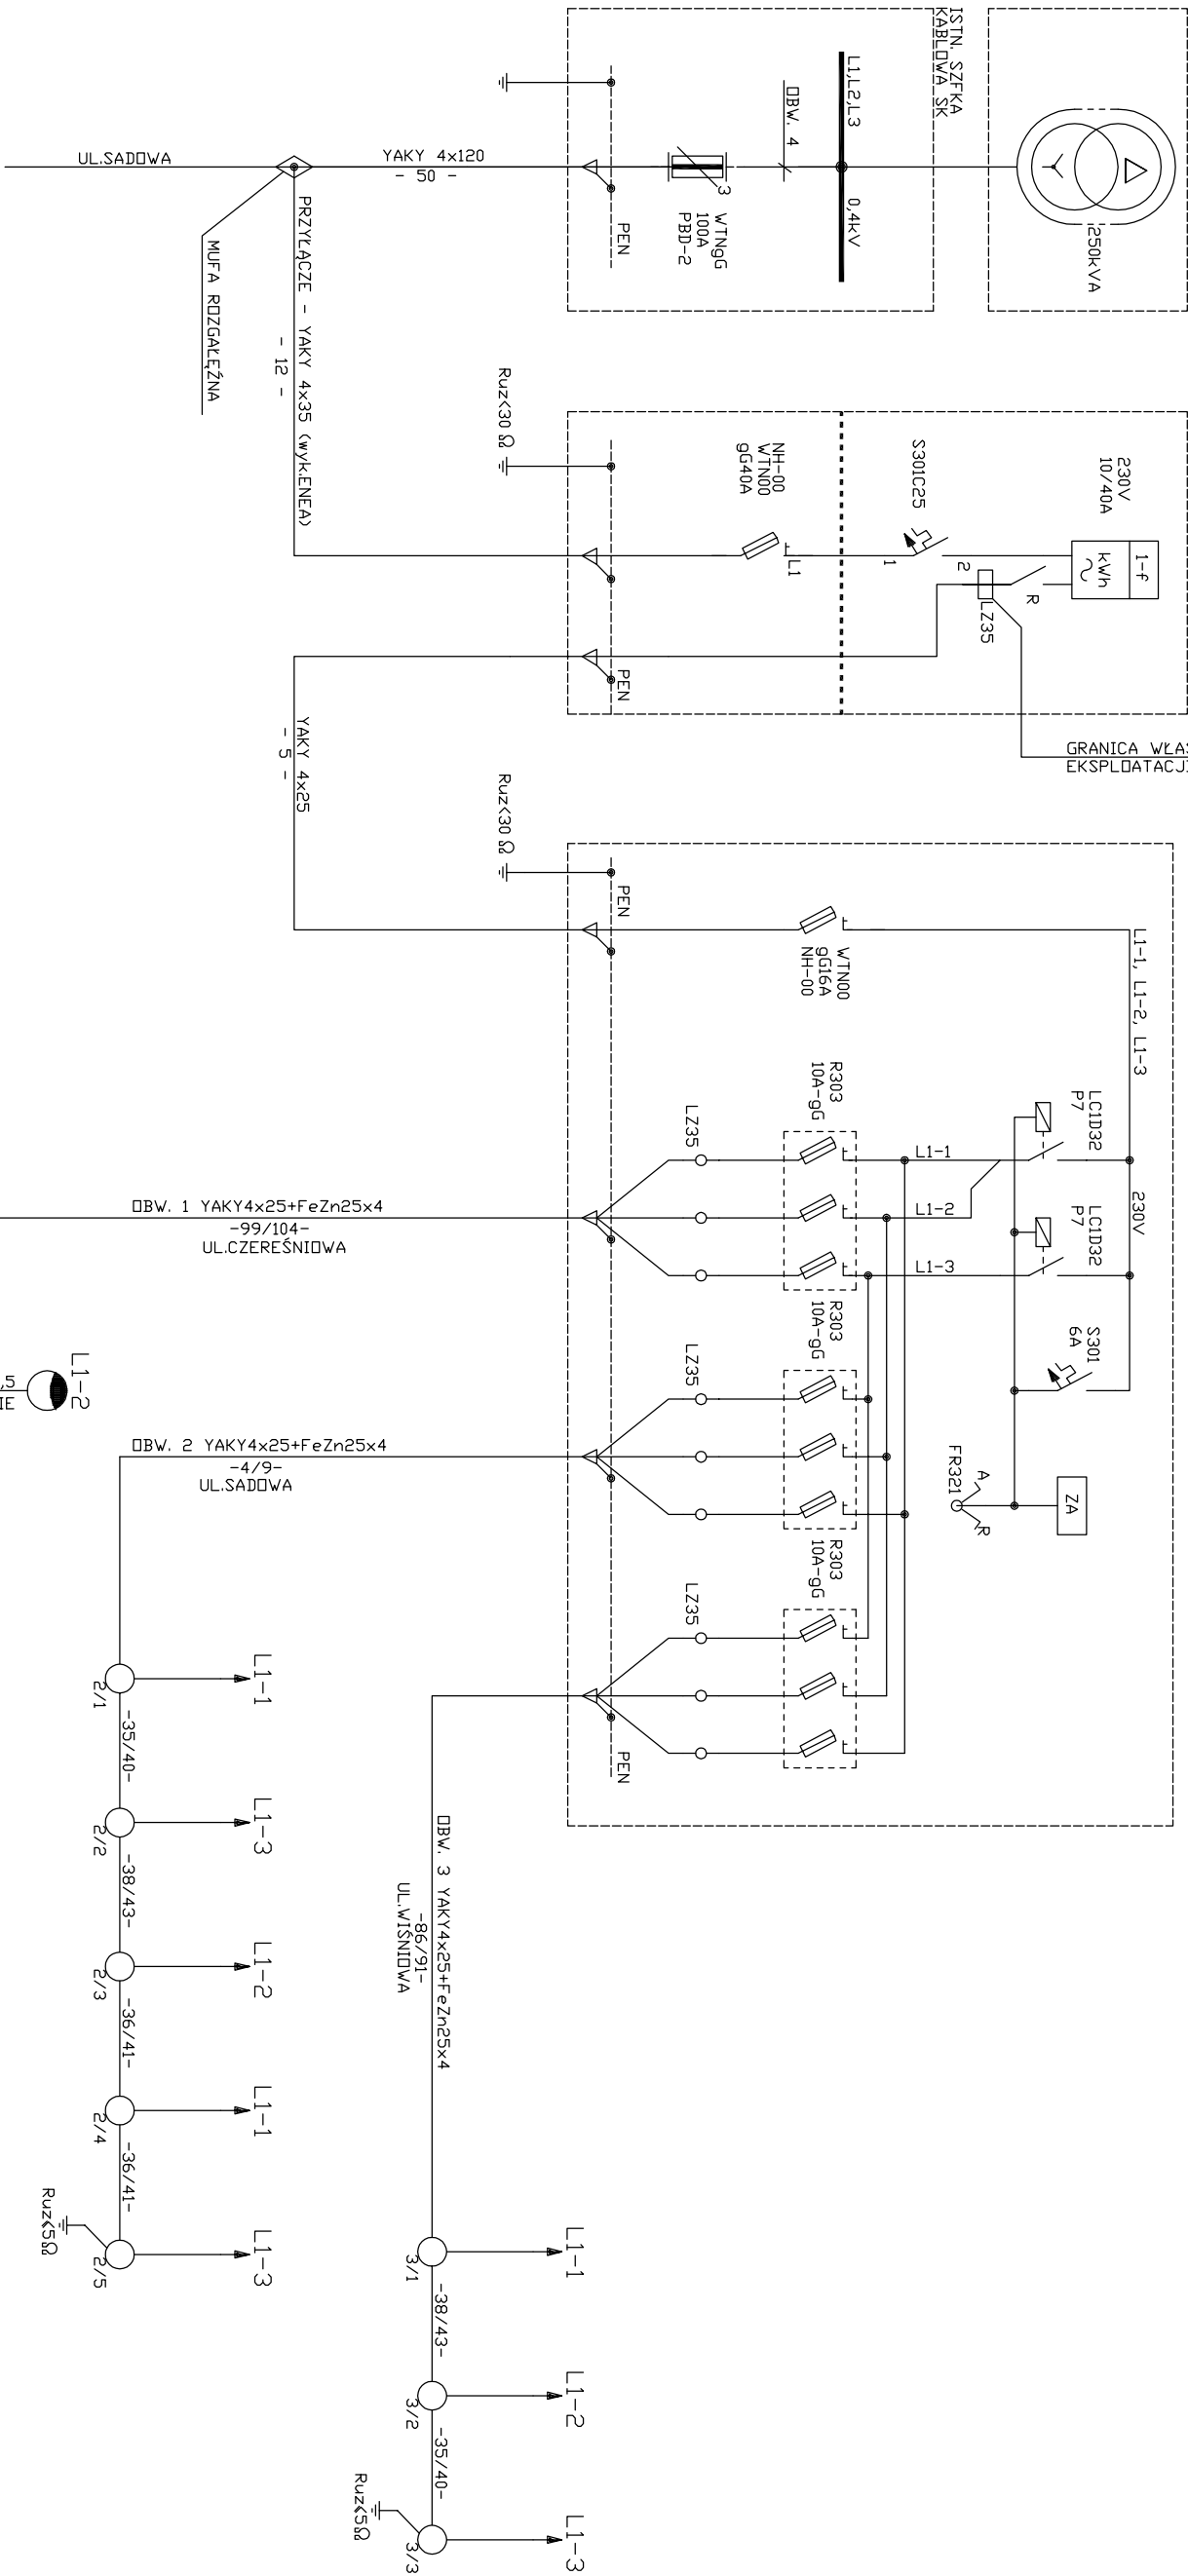 ISTN. SZFKA
KABLOWA SK
250kVA
L1,L2,L3
0,4kV
OBW. 4
3
WTNgG
100A
PBD-2
PEN
YAKY 4x120
- 50 -
UL.SADOWA
MUFA ROZGAŁĘŹNA
PRZYŁĄCZE - YAKY 4x35 (wyk.ENEA)
- 12 -
230V
10/40A
1-f
kWh
S301C25
1
2
R
LZ35
L1
NH-00
WTN00
gG40A
Ruz<30 Ω
PEN
GRANICA WŁAS
EKSPLOATACJI
YAKY 4x25
- 5 -
Ruz<30 Ω
PEN
WTN00
gG16A
NH-00
L1-1, L1-2, L1-3
230V
LC1D32
P7
LC1D32
P7
S301
6A
ZA
FR321
A
R
L1-1
L1-2
L1-3
R303
10A-gG
R303
10A-gG
R303
10A-gG
LZ35
LZ35
LZ35
PEN
OBW. 1 YAKY4x25+FeZn25x4
-99/104-
UL.CZEREŚNIOWA
L1-2
,5
IE
OBW. 2 YAKY4x25+FeZn25x4
-4/9-
UL.SADOWA
OBW. 3 YAKY4x25+FeZn25x4
-86/91-
UL.WIŚNIOWA
L1-1
L1-3
L1-2
L1-1
L1-3
2/1
-35/40-
2/2
-38/43-
2/3
-36/41-
2/4
-36/41-
2/5
Ruz<5Ω
L1-1
L1-2
L1-3
3/1
-38/43-
3/2
-35/40-
3/3
Ruz<5Ω